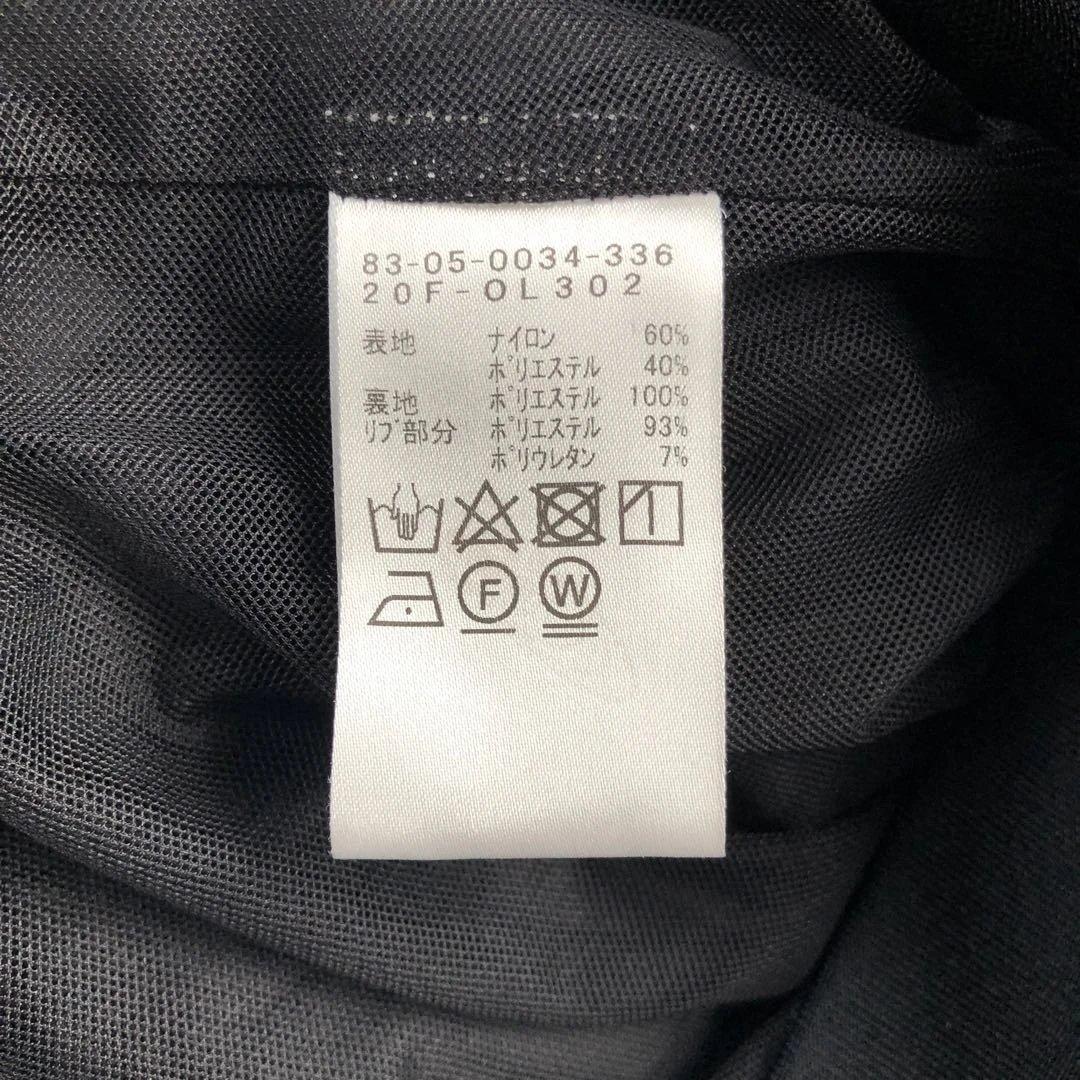 83-05-0034-336
20F-OL302
表地 ナイロン 60%
ポリエステル 40%
裏地 ポリエステル 100%
リブ部分 ポリエステル 93%
ポリウレタン 7%
F W